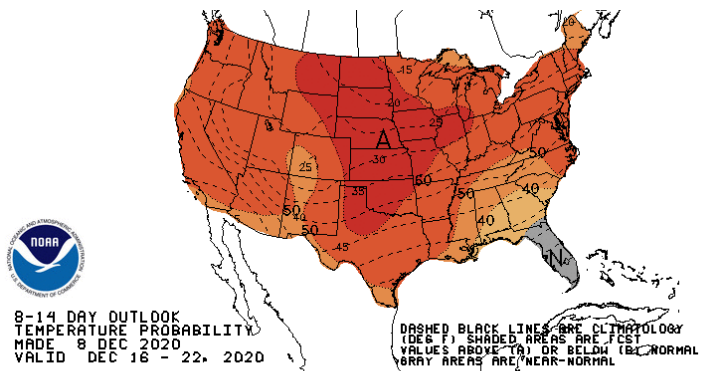 20
15
20
25
A
30
50
25
35
50
50
40
50
40
50
40
45
N
NATIONAL OCEANIC AND ATMOSPHERIC ADMINISTRATION
NOAA
U.S. DEPARTMENT OF COMMERCE
8-14 DAY OUTLOOK
TEMPERATURE PROBABILITY
MADE 8 DEC 2020
VALID DEC 16 - 22, 2020
DASHED BLACK LINES ARE CLIMATOLOGY
(DEG F) SHADED AREAS ARE FCST
VALUES ABOVE (A) OR BELOW (B) NORMAL
GRAY AREAS ARE NEAR-NORMAL